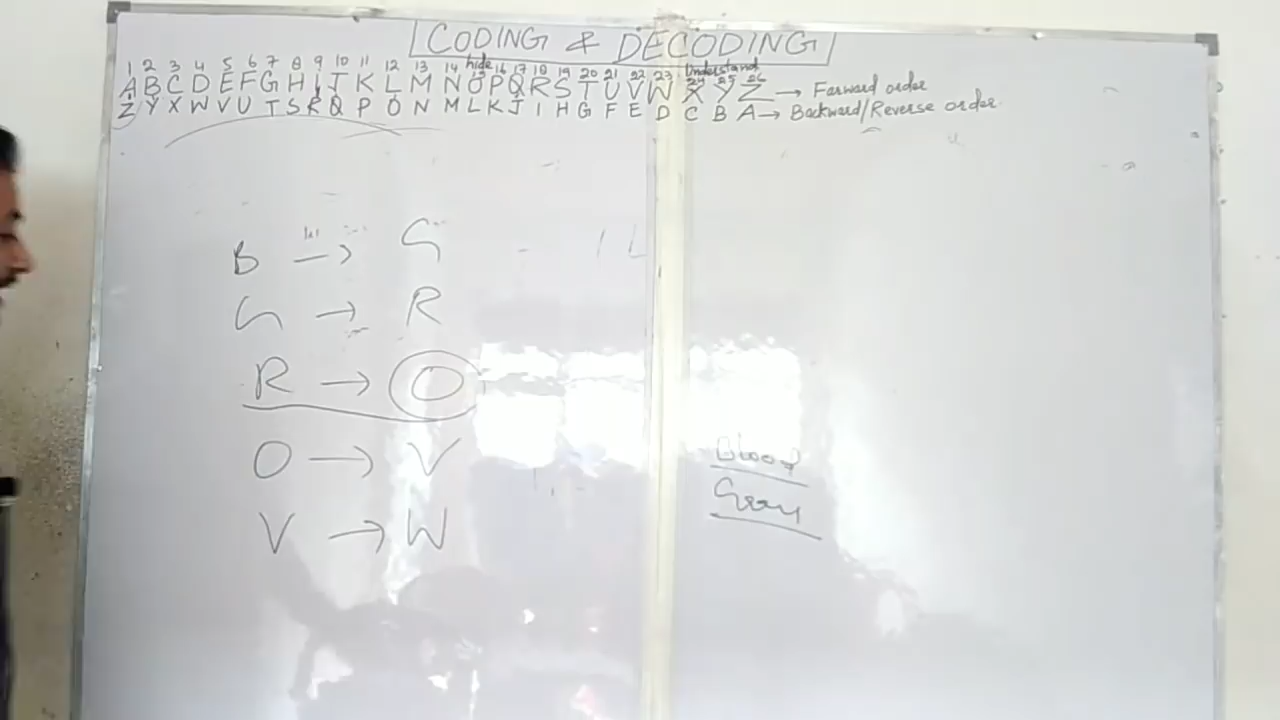 CODING & DECODING
hide Understand
1 2 3 4 5 6 7 8 9 10 11 12 13 14 15 16 17 18 19 20 21 22 23 24 25 26
A B C D E F G H I J K L M N O P Q R S T U V W X Y Z → Forward order
Z Y X W V U T S R Q P O N M L K J I H G F E D C B A → Backward/Reverse order
B → G
G → R
R → O
O → V
V → W
Blood